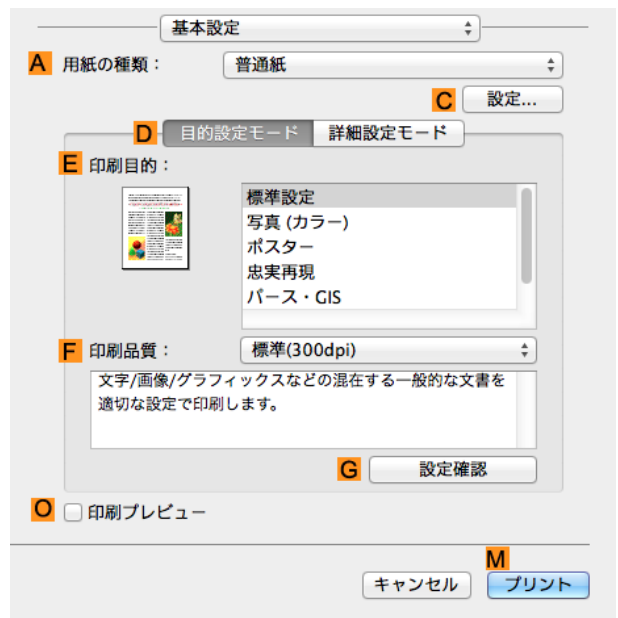 基本設定
A 用紙の種類： 普通紙
C 設定...
D 目的設定モード 詳細設定モード
E 印刷目的：
標準設定
写真 (カラー)
ポスター
忠実再現
パース・GIS
F 印刷品質： 標準(300dpi)
文字/画像/グラフィックスなどの混在する一般的な文書を
適切な設定で印刷します。
G 設定確認
O 印刷プレビュー
M
キャンセル プリント